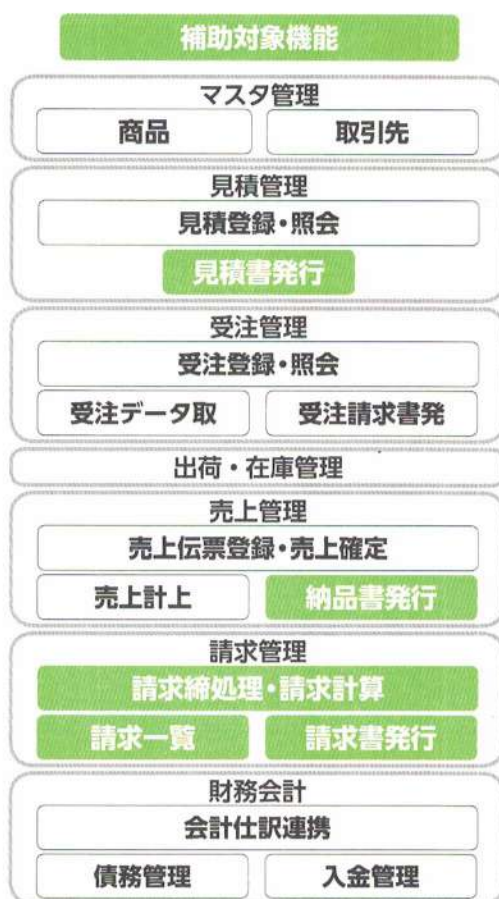 補助対象機能
マスタ管理
商品 取引先
見積管理
見積登録・照会
見積書発行
受注管理
受注登録・照会
受注データ取 受注請求書発
出荷・在庫管理
売上管理
売上伝票登録・売上確定
売上計上 納品書発行
請求管理
請求締処理・請求計算
請求一覧 請求書発行
財務会計
会計仕訳連携
債務管理 入金管理